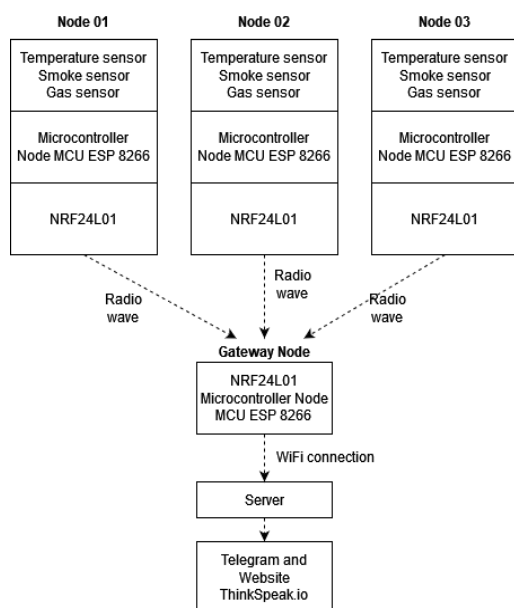 Node 01
Temperature sensor
Smoke sensor
Gas sensor
Microcontroller
Node MCU ESP 8266
NRF24L01
Node 02
Temperature sensor
Smoke sensor
Gas sensor
Microcontroller
Node MCU ESP 8266
NRF24L01
Node 03
Temperature sensor
Smoke sensor
Gas sensor
Microcontroller
Node MCU ESP 8266
NRF24L01
Radio
wave
Radio
wave
Radio
wave
Gateway Node
NRF24L01
Microcontroller Node
MCU ESP 8266
WiFi connection
Server
Telegram and
Website
ThinkSpeak.io